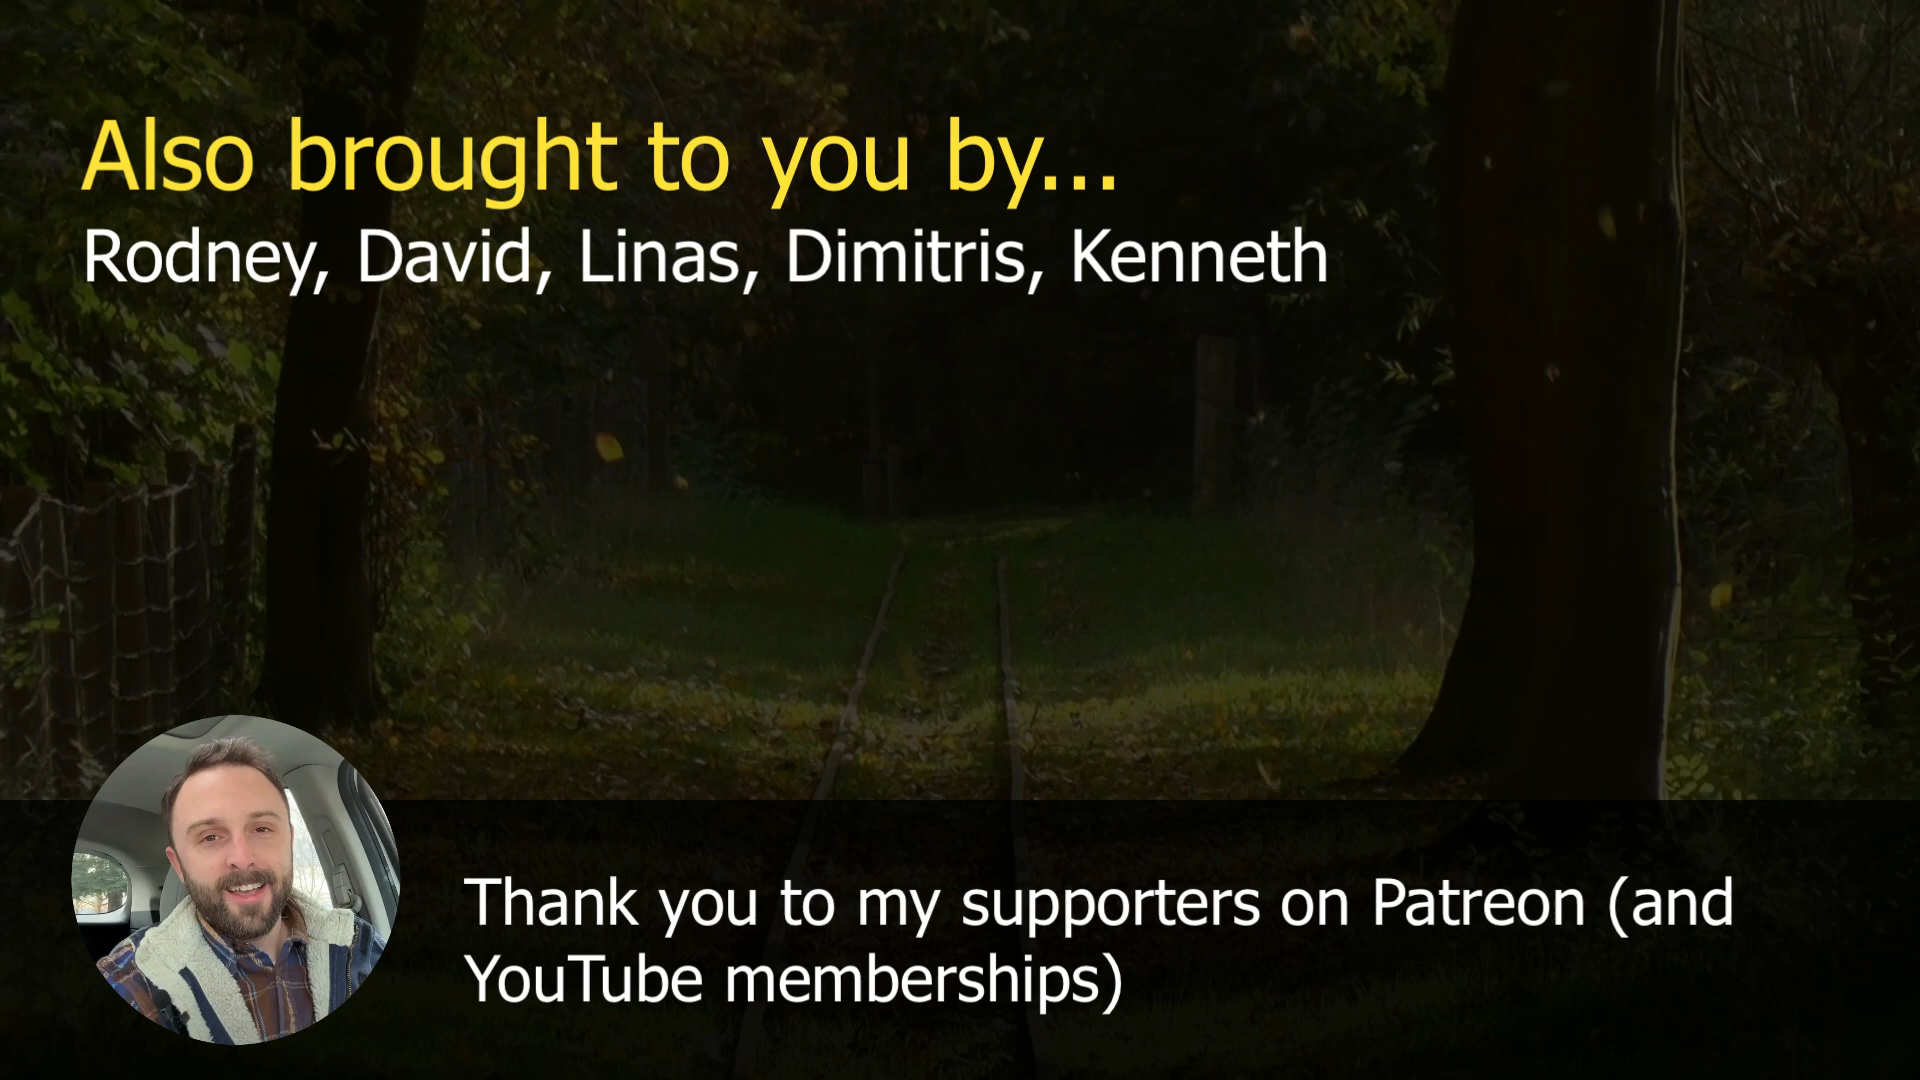 Also brought to you by...
Rodney, David, Linas, Dimitris, Kenneth
Thank you to my supporters on Patreon (and
YouTube memberships)